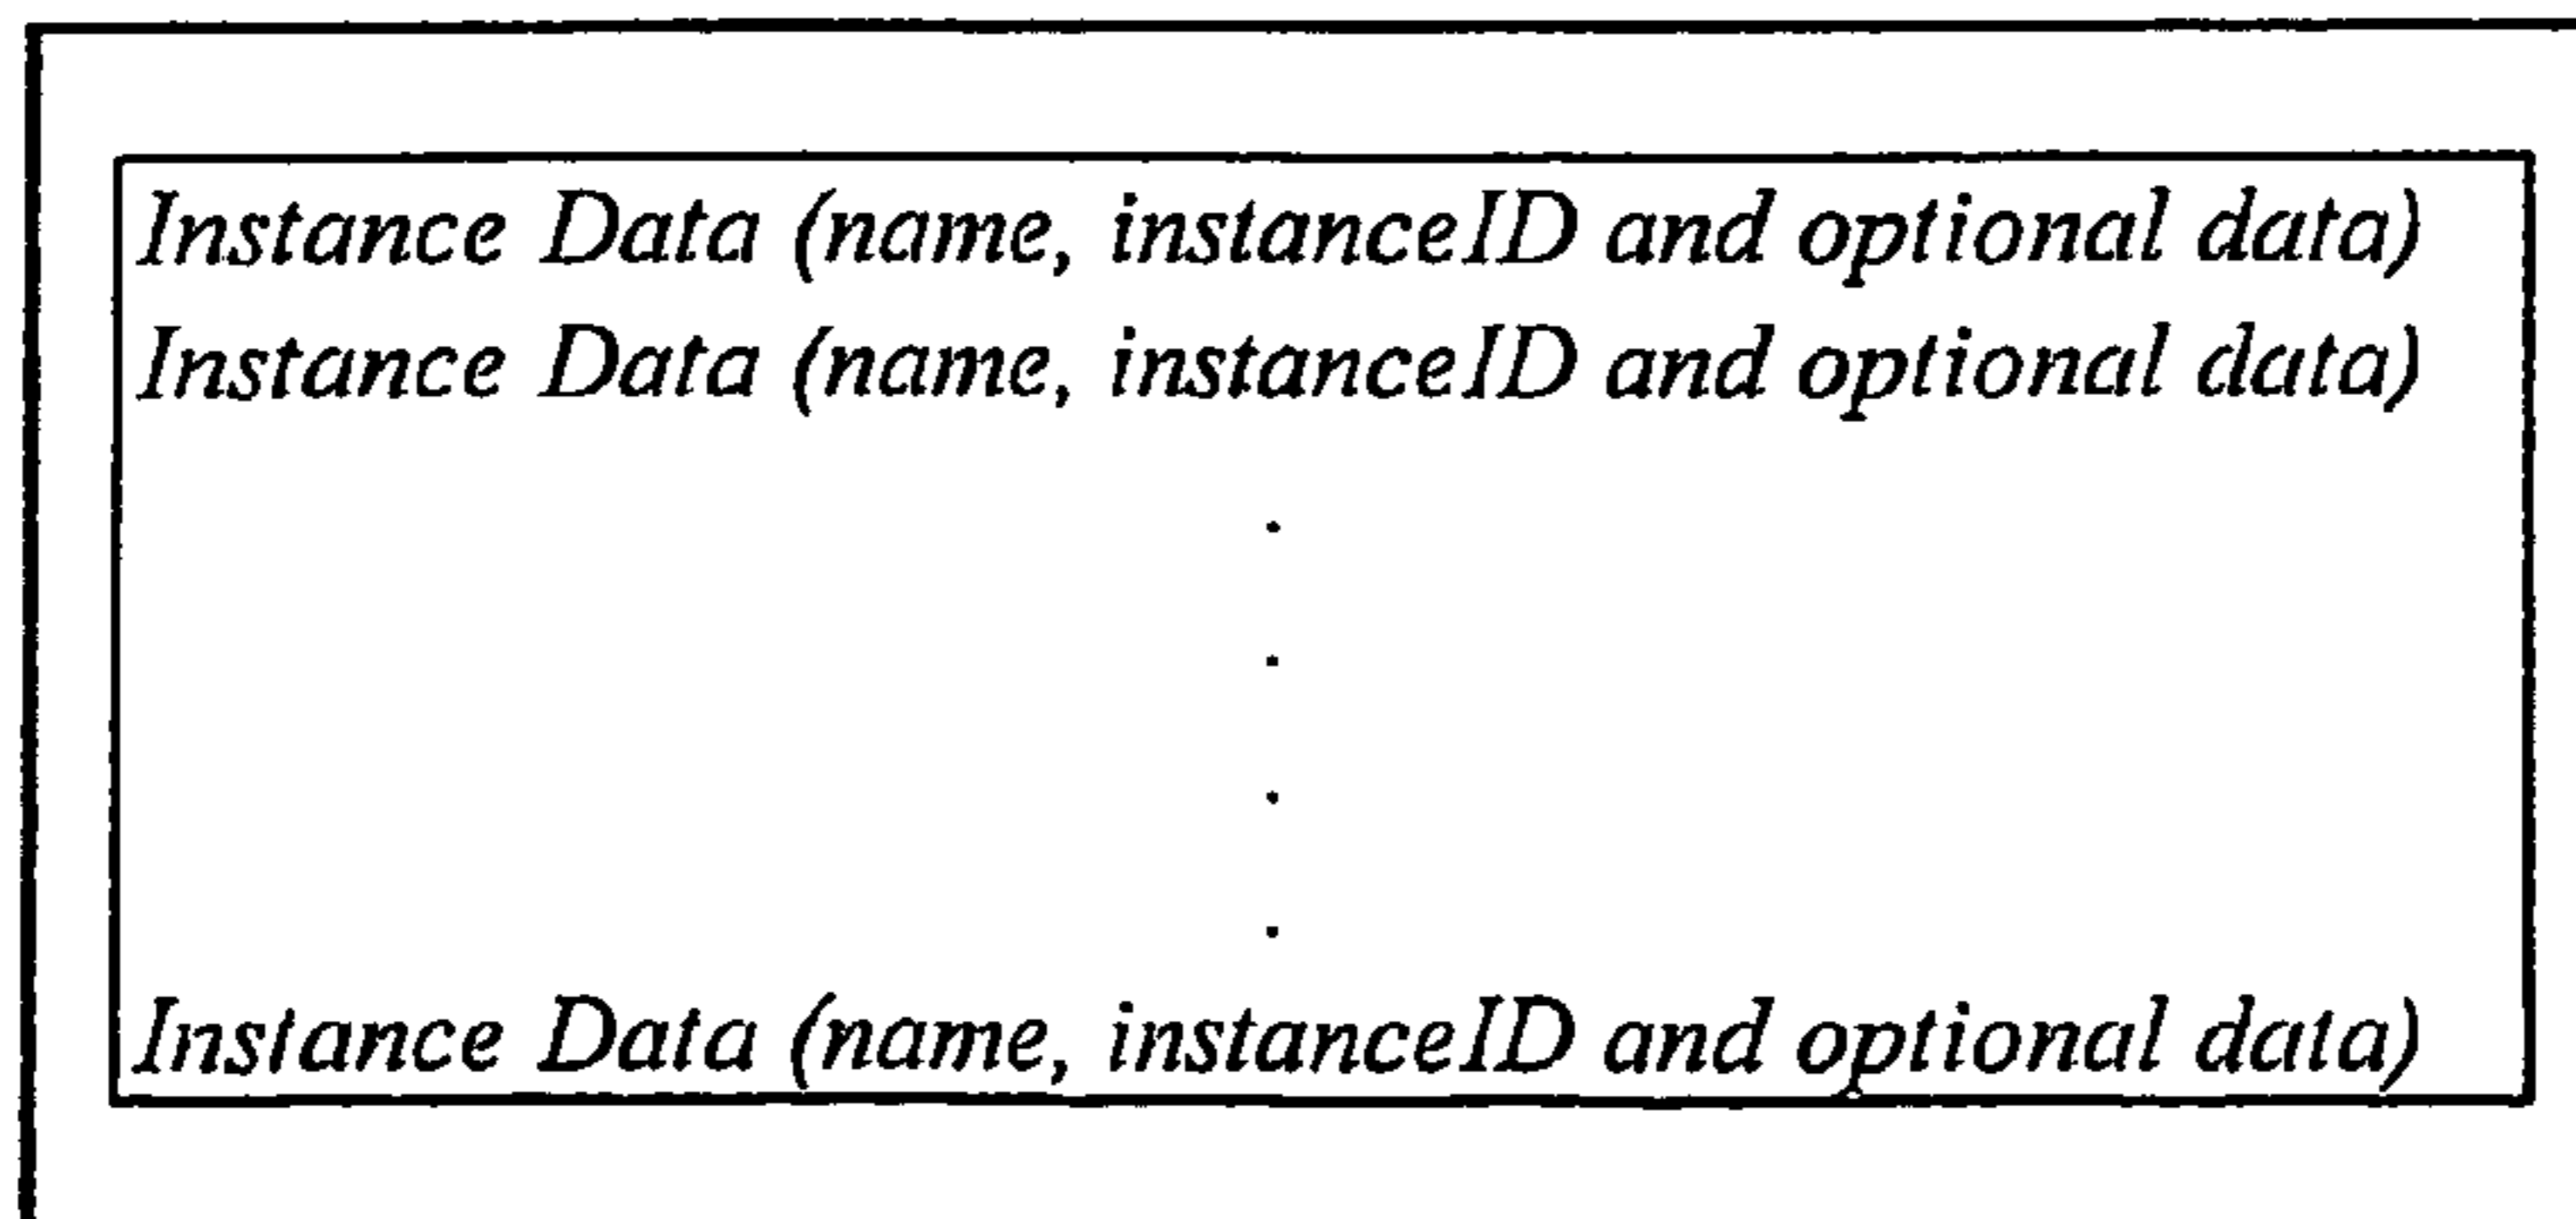 Instance Data (name, instanceID and optional data)
Instance Data (name, instanceID and optional data)
.
.
.
.
Instance Data (name, instanceID and optional data)